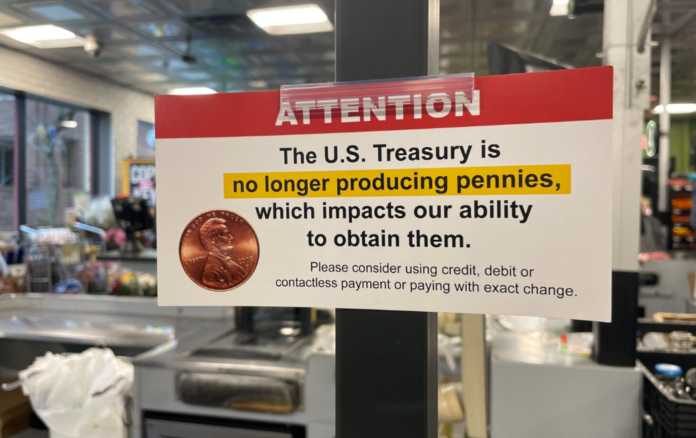 ATTENTION
The U.S. Treasury is
no longer producing pennies,
which impacts our ability
to obtain them.
Please consider using credit, debit or
contactless payment or paying with exact change.